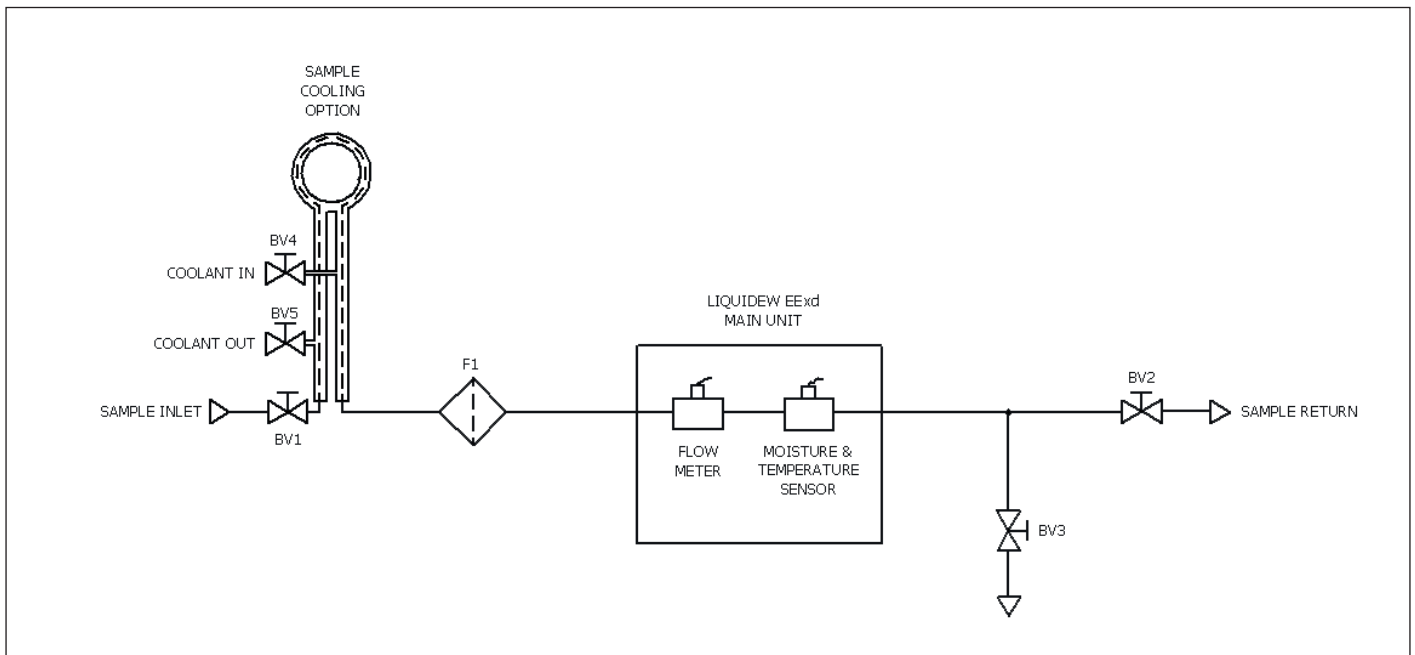 SAMPLE
COOLING
OPTION
BV4
COOLANT IN
BV5
COOLANT OUT
SAMPLE INLET
BV1
F1
LIQUIDEW EExd
MAIN UNIT
FLOW
METER
MOISTURE &
TEMPERATURE
SENSOR
BV2
SAMPLE RETURN
BV3